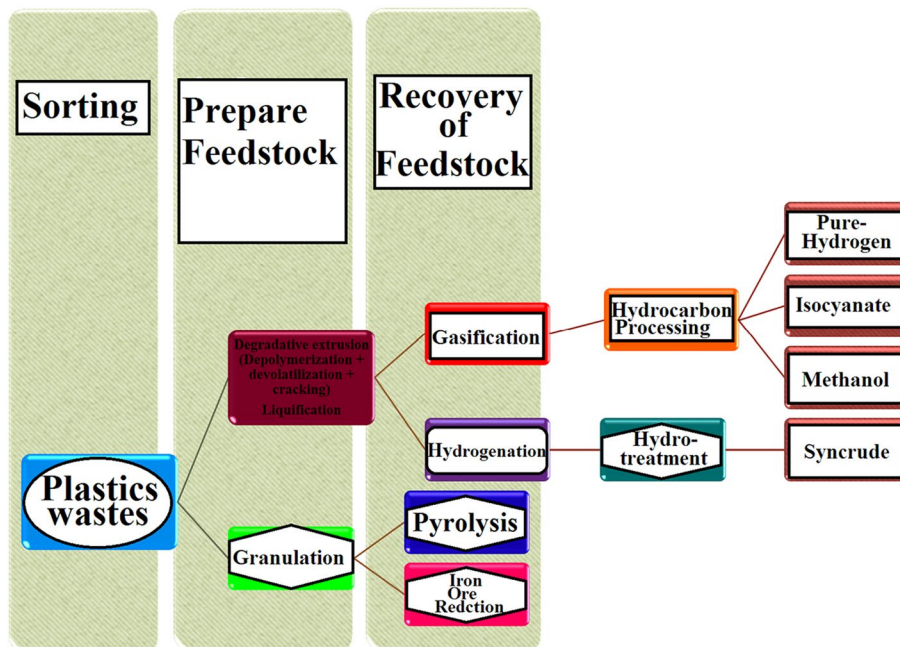 Sorting
Prepare
Feedstock
Recovery
of
Feedstock
Plastics
wastes
Degradative extrusion
(Depolymerization +
devolatilization +
cracking)
Liquification
Granulation
Gasification
Hydrogenation
Pyrolysis
Iron
Ore
Redction
Hydrocarbon
Processing
Hydro-
treatment
Pure-
Hydrogen
Isocyanate
Methanol
Syncrude